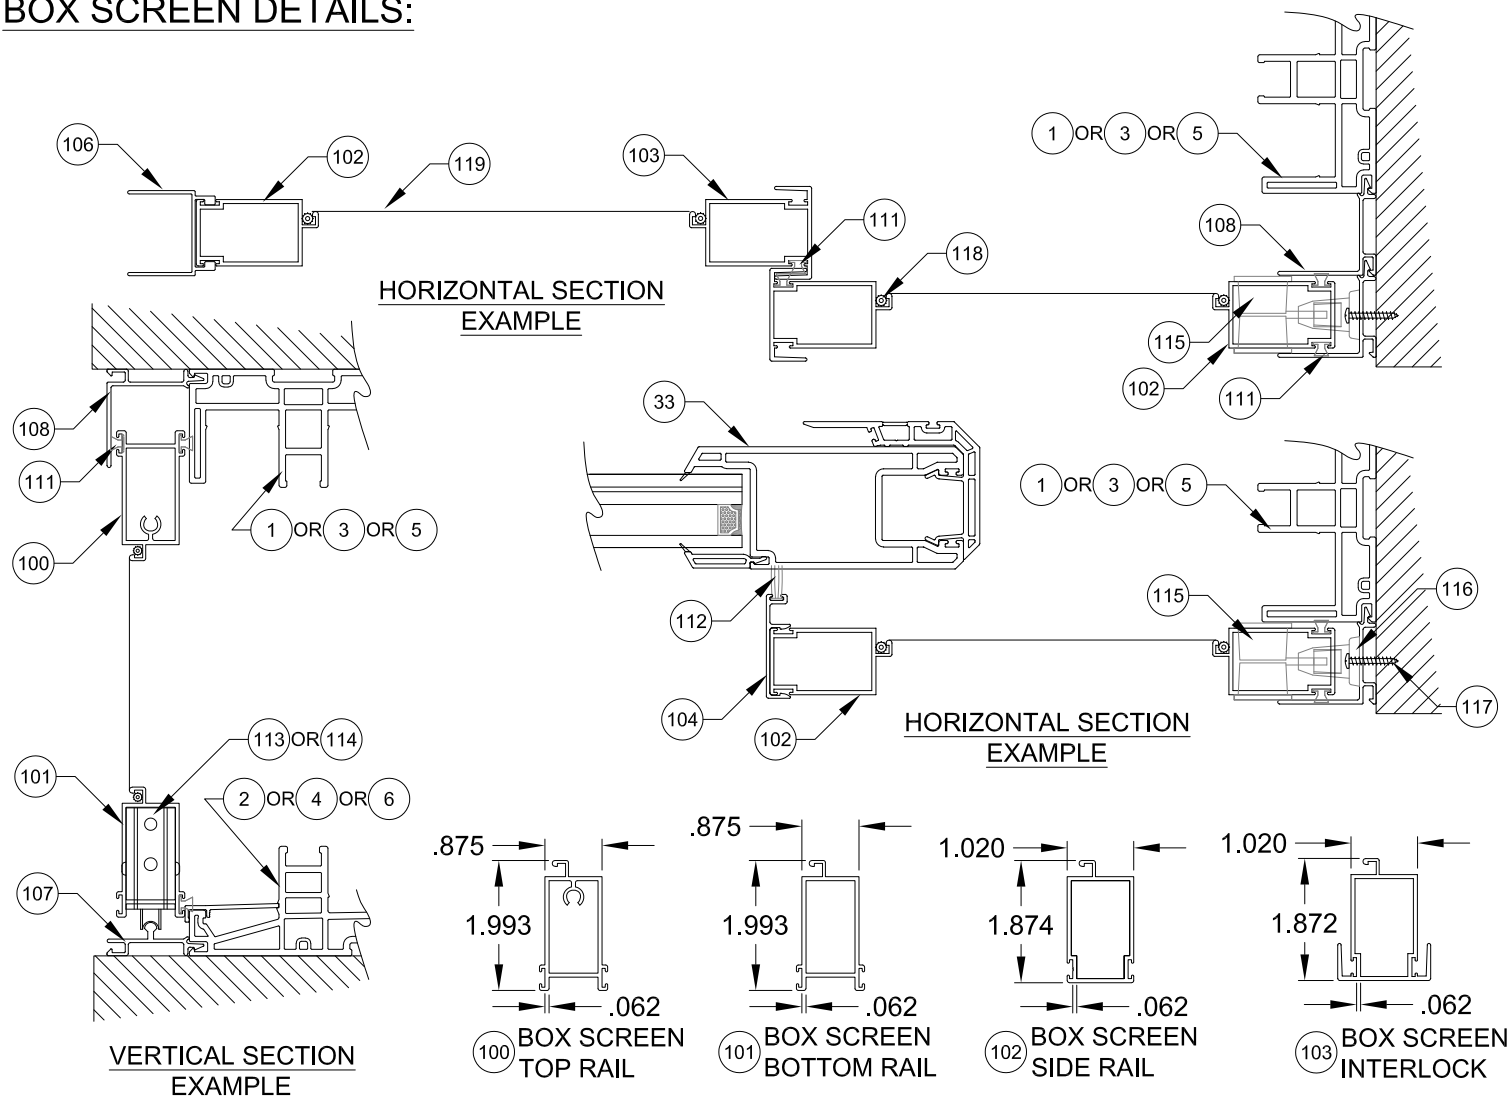 BOX SCREEN DETAILS:
106
102
119
103
111
118
1 OR 3 OR 5
108
115
102
111
HORIZONTAL SECTION
EXAMPLE
108
111
100
1 OR 3 OR 5
33
112
104
102
1 OR 3 OR 5
115
116
117
HORIZONTAL SECTION
EXAMPLE
101
113 OR 114
2 OR 4 OR 6
107
VERTICAL SECTION
EXAMPLE
.875
1.993
.062
100 BOX SCREEN
TOP RAIL
.875
1.993
.062
101 BOX SCREEN
BOTTOM RAIL
1.020
1.874
.062
102 BOX SCREEN
SIDE RAIL
1.020
1.872
.062
103 BOX SCREEN
INTERLOCK